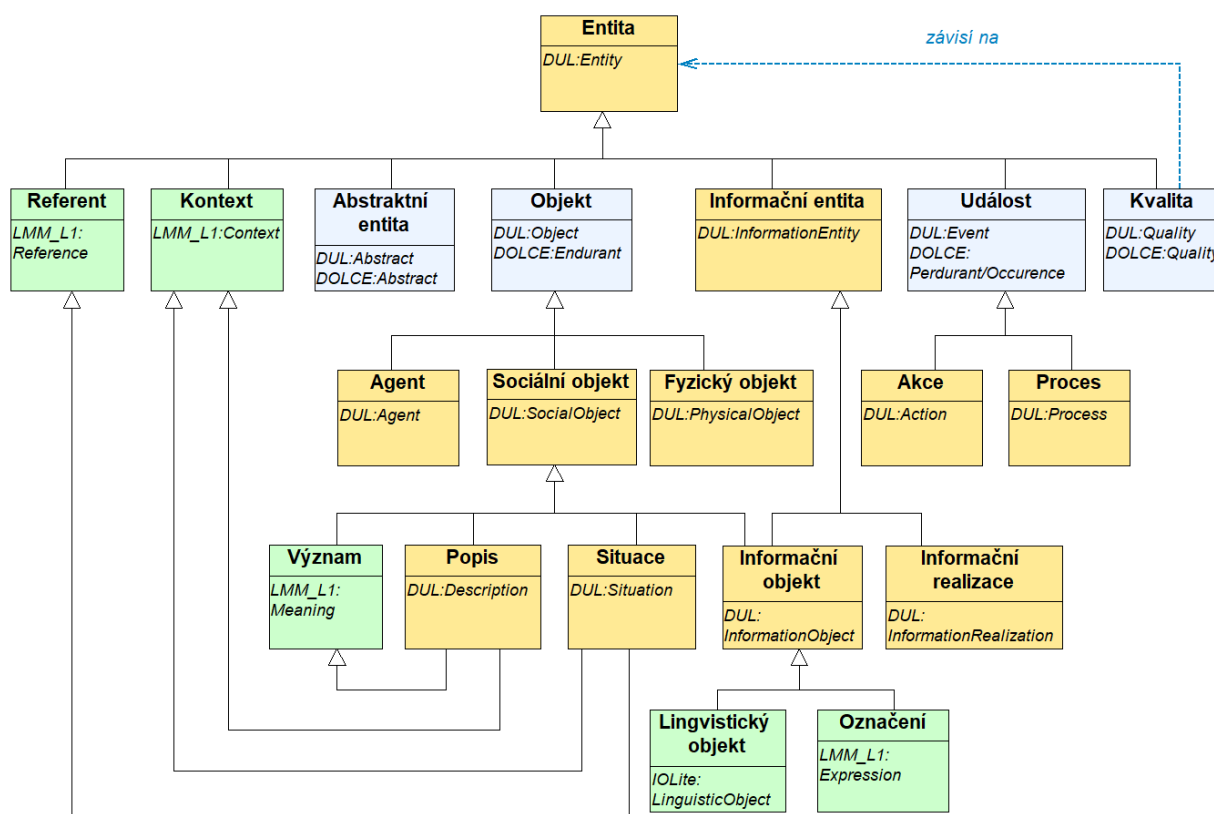 Entita
DUL:Entity
závisí na
Referent
LMM_L1:
Reference
Kontext
LMM_L1:Context
Abstraktní
entita
DUL:Abstract
DOLCE:Abstract
Objekt
DUL:Object
DOLCE:Endurant
Informační entita
DUL:InformationEntity
Událost
DUL:Event
DOLCE:
Perdurant/Occurence
Kvalita
DUL:Quality
DOLCE:Quality
Agent
DUL:Agent
Sociální objekt
DUL:SocialObject
Fyzický objekt
DUL:PhysicalObject
Akce
DUL:Action
Proces
DUL:Process
Význam
LMM_L1:
Meaning
Popis
DUL:Description
Situace
DUL:Situation
Informační
objekt
DUL:
InformationObject
Informační
realizace
DUL:
InformationRealization
Lingvistický
objekt
IOLite:
LinguisticObject
Označení
LMM_L1:
Expression